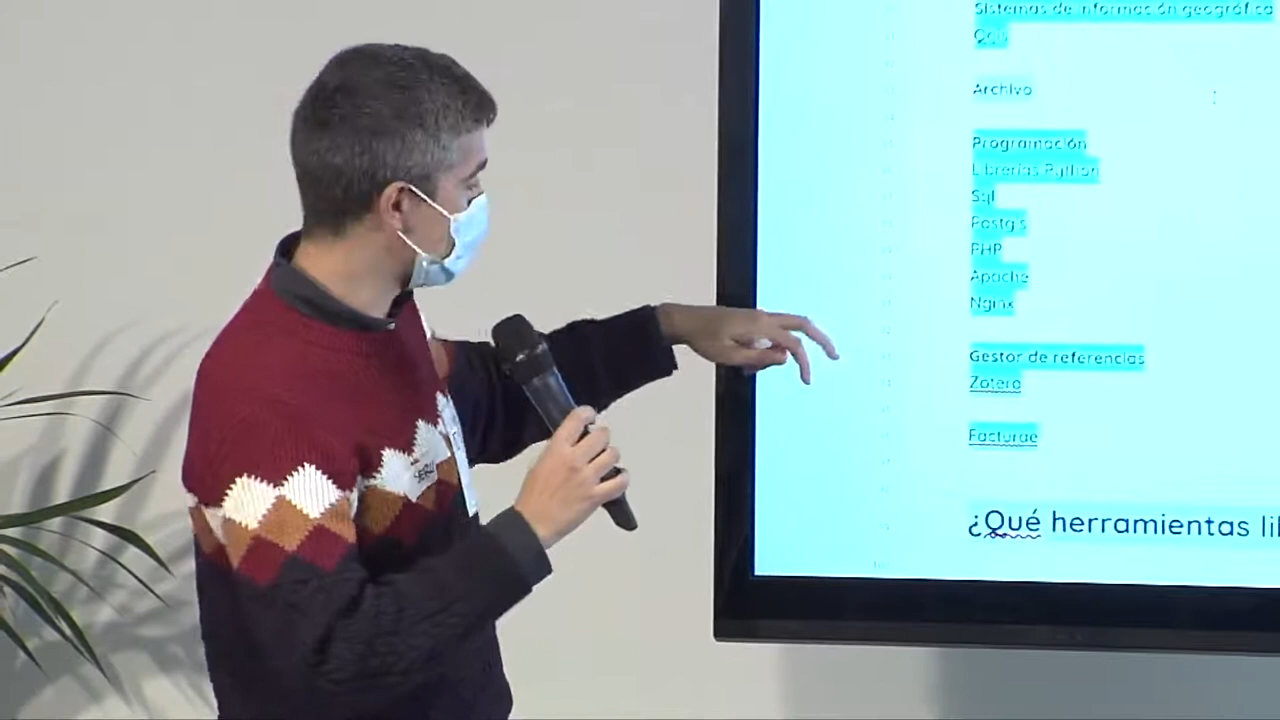 Sistemas de información geográfica
Qgis
Archivo
Programación
Librerías Python
Sql
Postgis
PHP
Apache
Nginx
Gestor de referencias
Zotero
Facturae
¿Qué herramientas li